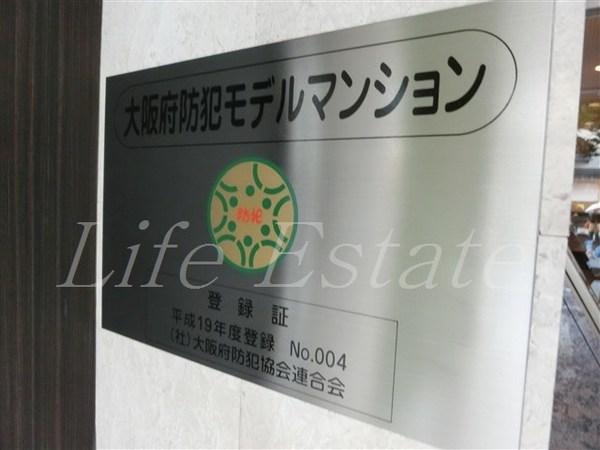 大阪府防犯モデルマンション
防犯
Life Estate
登録証
平成19年度登録 No.004
(社)大阪府防犯協会連合会